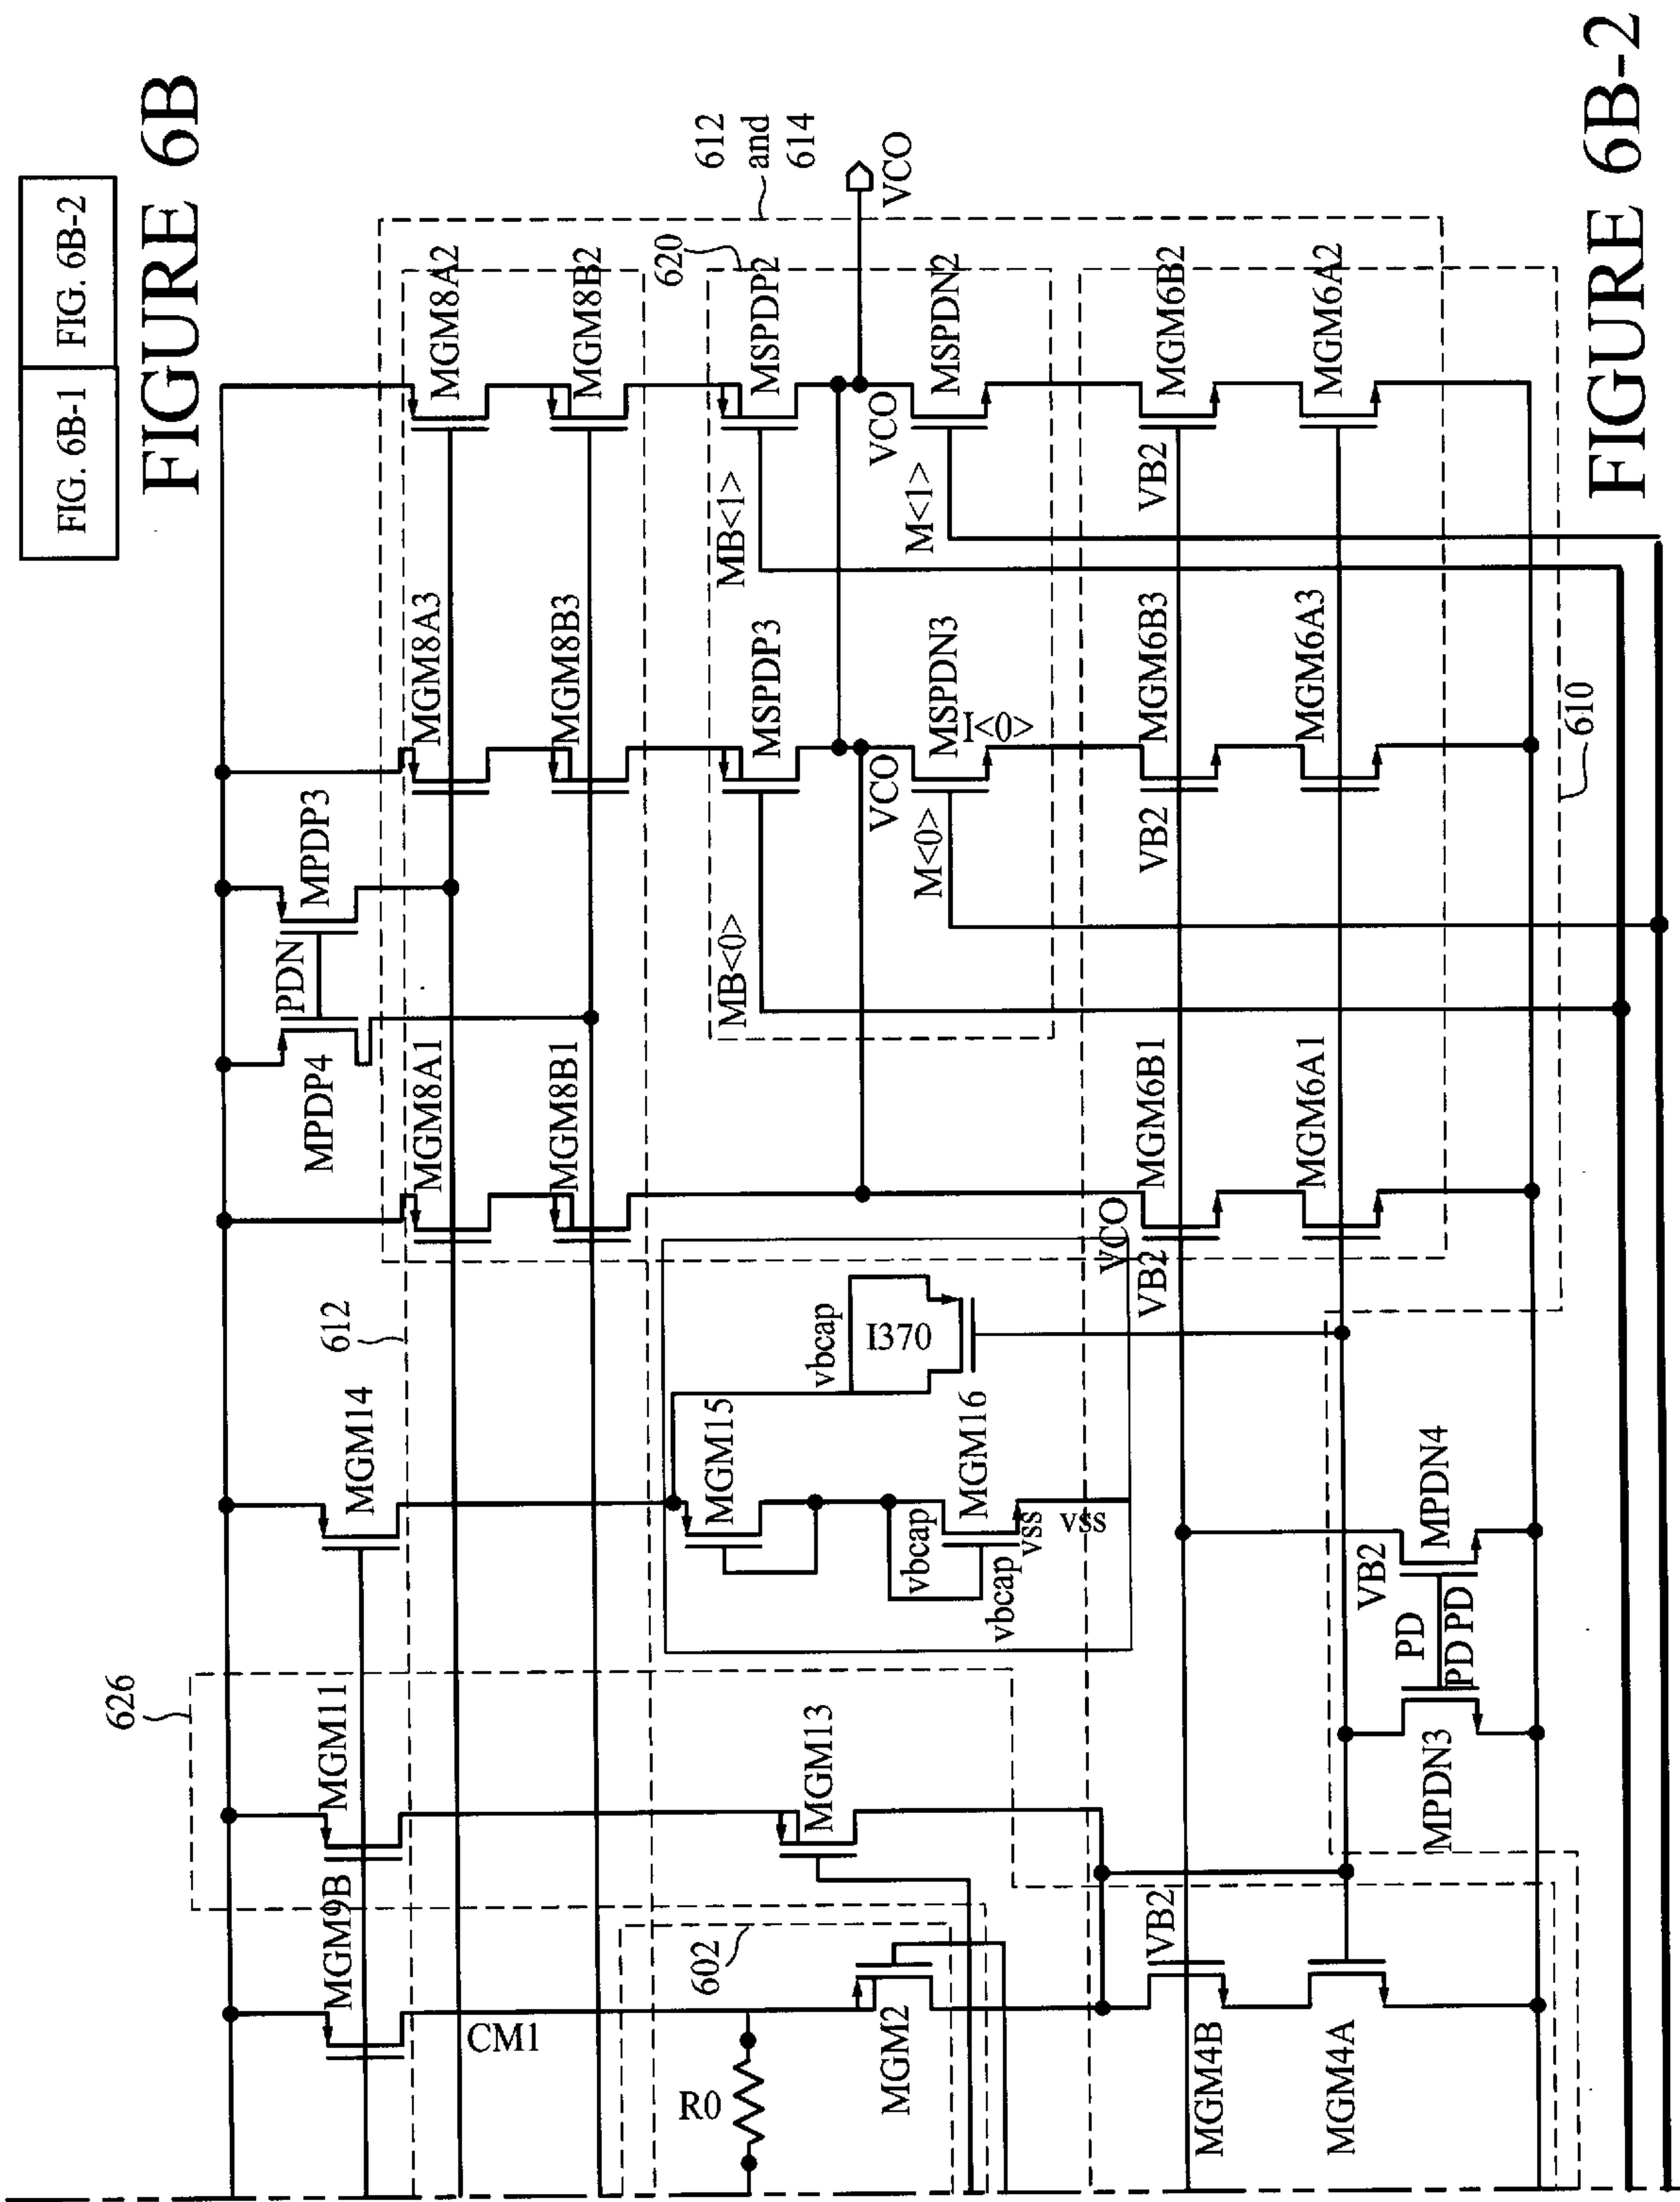 FIG. 6B-1 FIG. 6B-2
FIGURE 6B
626
612
612
and
614
MGM9B
MGM11
MGM14
MPDP4
PDN
MPDP3
MGM8A1
MGM8A3
MGM8A2
MGM8B1
MGM8B3
MGM8B2
CM1
R0
602
MGM2
MGM13
MGM15
vbcap
I370
vbcap
vbcap
MGM16
vss
vss
MB<0>
MSPDP3
MB<1>
MSPDP2
620
VCO
VCO
VCO
VCO
M<0>
MSPDN3
I<0>
M<1>
MSPDN2
VB2
MGM4B
MGM4A
VB2
MGM6B1
VB2
MGM6B3
VB2
MGM6B2
MGM6A1
MGM6A3
MGM6A2
MPDN3
PD
PD PD
VB2
MPDN4
610
FIGURE 6B-2